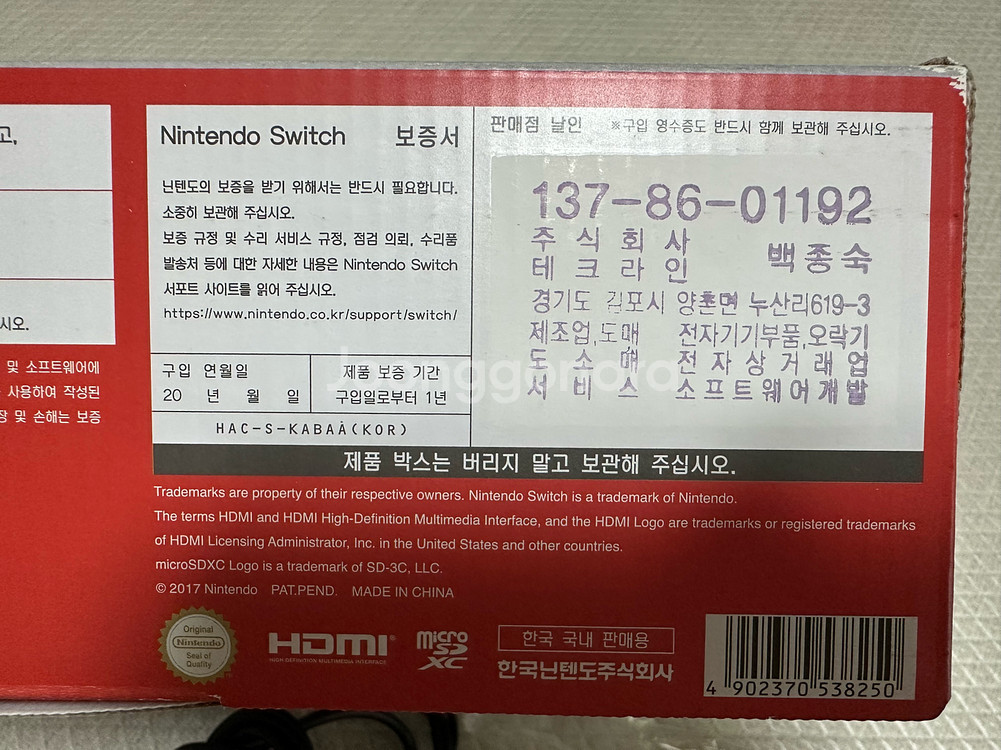 고,
시오.
및 소프트웨어에
사용하여 작성된
장 및 손해는 보증
Nintendo Switch 보증서
닌텐도의 보증을 받기 위해서는 반드시 필요합니다.
소중히 보관해 주십시오.
보증 규정 및 수리 서비스 규정, 점검 의뢰, 수리품
발송처 등에 대한 자세한 내용은 Nintendo Switch
서포트 사이트를 읽어 주십시오.
https://www.nintendo.co.kr/support/switch/
구입 연월일
20 년 월 일
제품 보증 기간
구입일로부터 1년
HAC-S-KABAA(KOR)
판매점 날인 ※구입 영수증도 반드시 함께 보관해 주십시오.
137-86-01192
주식회사
테크라인 백종숙
경기도 김포시 양촌면 누산리619-3
제조업,도매 전자기기부품,오락기
도소매 전자상거래업
서비스 소프트웨어개발
Joonggonara
제품 박스는 버리지 말고 보관해 주십시오.
Trademarks are property of their respective owners. Nintendo Switch is a trademark of Nintendo.
The terms HDMI and HDMI High-Definition Multimedia Interface, and the HDMI Logo are trademarks or registered trademarks
of HDMI Licensing Administrator, Inc. in the United States and other countries.
microSDXC Logo is a trademark of SD-3C, LLC.
© 2017 Nintendo PAT.PEND. MADE IN CHINA
Original
Nintendo
Seal of
Quality
HDMI
HIGH DEFINITION MULTIMEDIA INTERFACE
micro
SD
XC
한국 국내 판매용
한국닌텐도주식회사
4 902370 538250